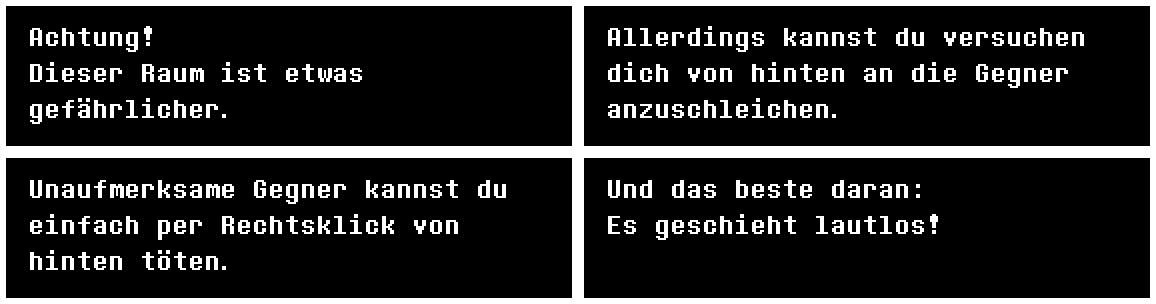 Achtung!
Dieser Raum ist etwas
gefährlicher.
Allerdings kannst du versuchen
dich von hinten an die Gegner
anzuschleichen.
Unaufmerksame Gegner kannst du
einfach per Rechtsklick von
hinten töten.
Und das beste daran:
Es geschieht lautlos!